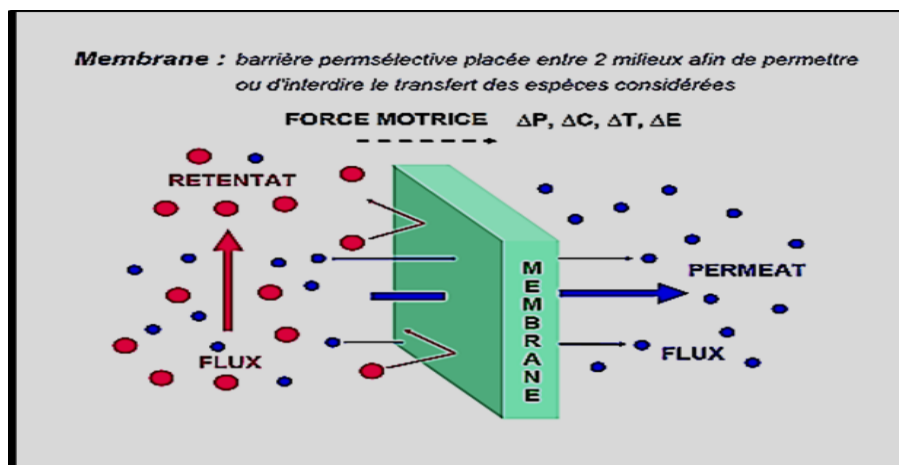 Membrane : barrière permsélective placée entre 2 milieux afin de permettre
ou d'interdire le transfert des espèces considérées
FORCE MOTRICE ΔP, ΔC, ΔT, ΔE
RETENTAT
MEMBRANE
PERMEAT
FLUX
FLUX